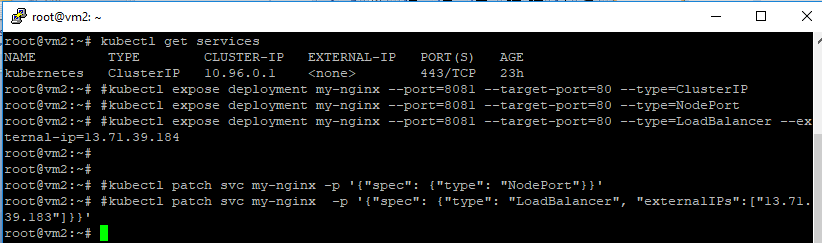 root@vm2: ~
root@vm2:~# kubectl get services
NAME         TYPE        CLUSTER-IP   EXTERNAL-IP   PORT(S)   AGE
kubernetes   ClusterIP   10.96.0.1    <none>        443/TCP   23h
root@vm2:~# #kubectl expose deployment my-nginx --port=8081 --target-port=80 --type=ClusterIP
root@vm2:~# #kubectl expose deployment my-nginx --port=8081 --target-port=80 --type=NodePort
root@vm2:~# #kubectl expose deployment my-nginx --port=8081 --target-port=80 --type=LoadBalancer --ex
ternal-ip=13.71.39.184
root@vm2:~#
root@vm2:~#
root@vm2:~# #kubectl patch svc my-nginx -p '{"spec": {"type": "NodePort"}}'
root@vm2:~# #kubectl patch svc my-nginx  -p '{"spec": {"type": "LoadBalancer", "externalIPs":["13.71.
39.183"]}}'
root@vm2:~#